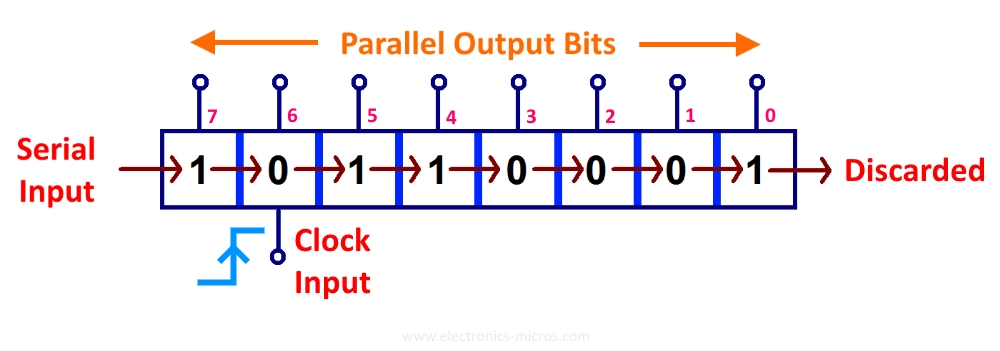 Parallel Output Bits
7 6 5 4 3 2 1 0
Serial
Input
1 0 1 1 0 0 0 1
Discarded
Clock
Input
www.electronics-micros.com